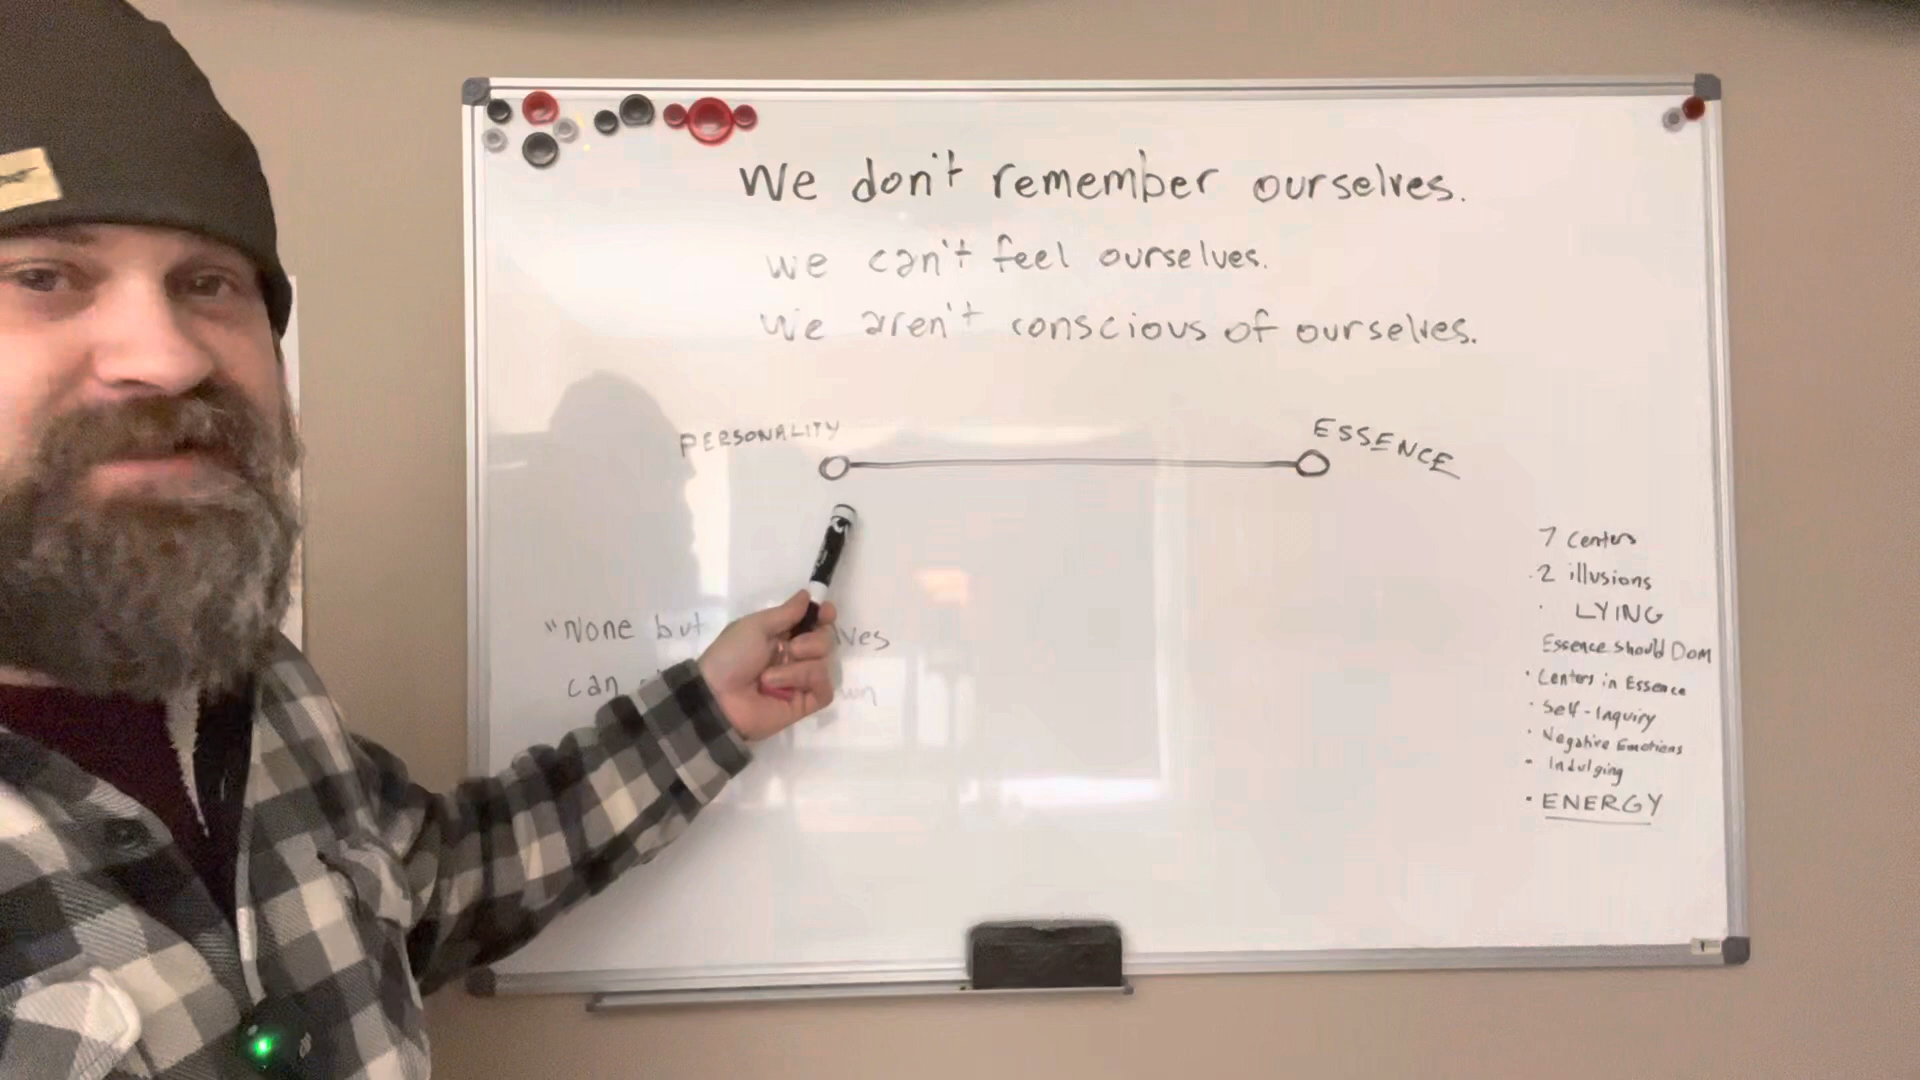 We don't remember ourselves.
we can't feel ourselves.
we aren't conscious of ourselves.
PERSONALITY
ESSENCE
"None but
can
7 Centers
· 2 illusions
· LYING
Essence should Dom
· Centers in Essence
· Self-Inquiry
· Negative Emotions
· Indulging
· ENERGY